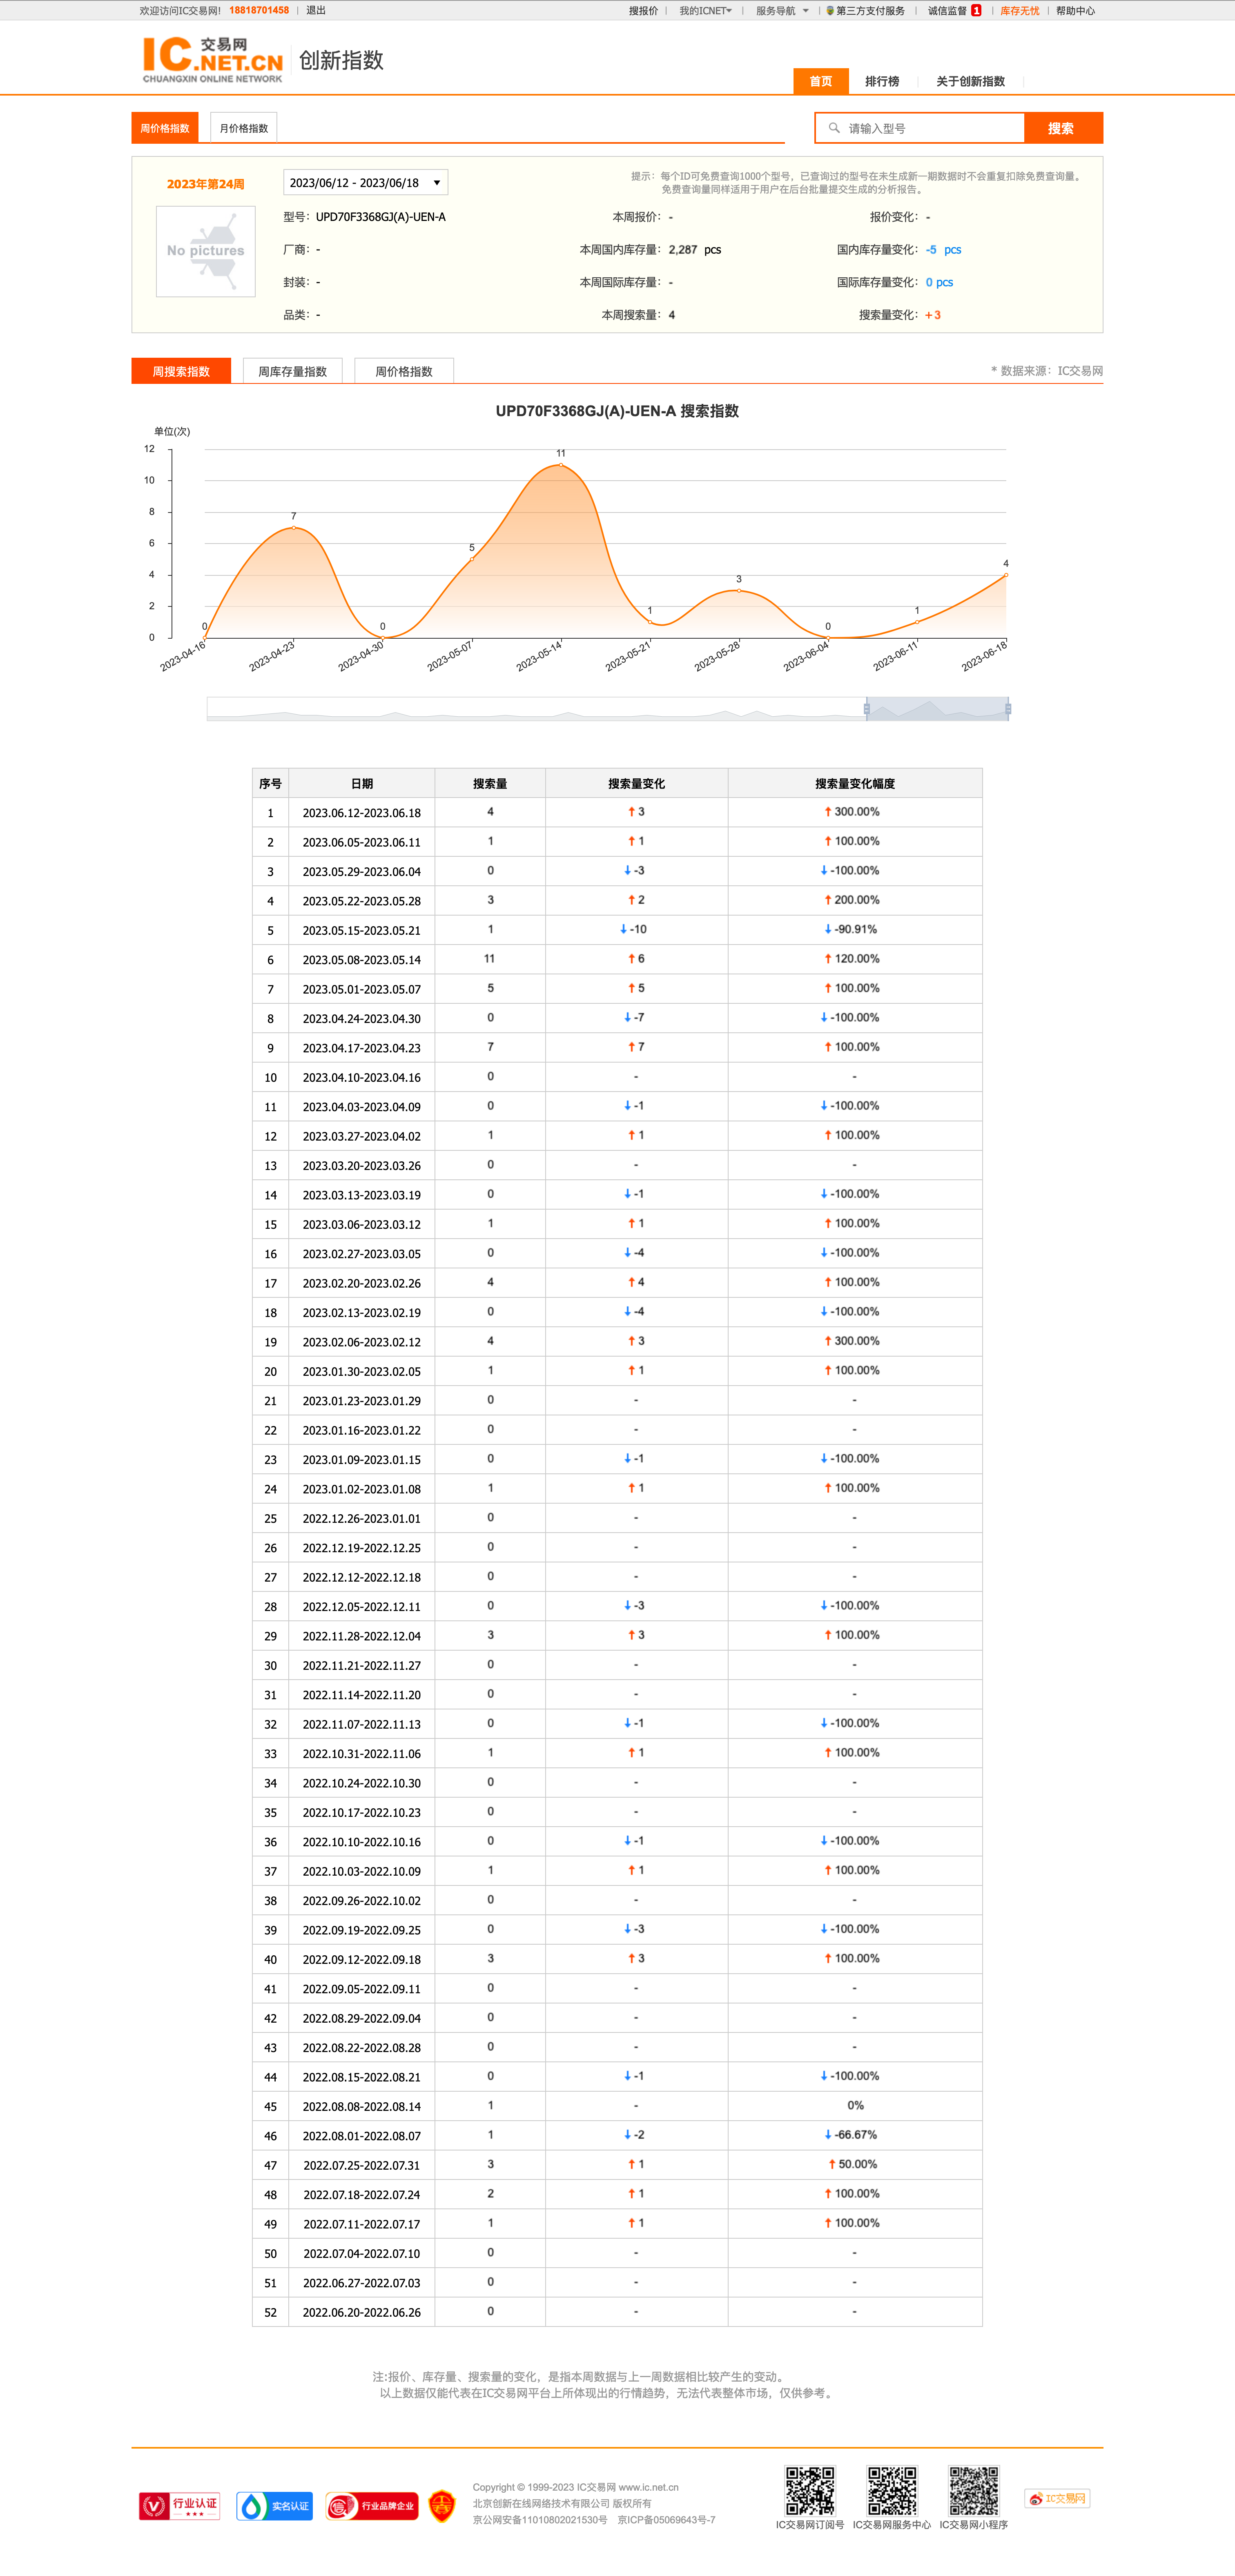 欢迎访问IC交易网! 18818701458 | 退出 搜报价 | 我的ICNET | 服务导航 | 第三方支付服务 | 诚信监督 1 | 库存无忧 | 帮助中心
IC 交易网 .NET.CN 创新指数
CHUANGXIN ONLINE NETWORK
首页 排行榜 关于创新指数
周价格指数 月价格指数 请输入型号 搜索
2023年第24周 2023/06/12 - 2023/06/18
提示：每个ID可免费查询1000个型号，已查询过的型号在未生成新一期数据时不会重复扣除免费查询量。
免费查询量同样适用于用户在后台批量提交生成的分析报告。
No pictures
型号：UPD70F3368GJ(A)-UEN-A 本周报价：- 报价变化：-
厂商：- 本周国内库存量：2,287 pcs 国内库存量变化：-5 pcs
封装：- 本周国际库存量：- 国际库存量变化：0 pcs
品类：- 本周搜索量：4 搜索量变化：+3
周搜索指数 周库存量指数 周价格指数 * 数据来源：IC交易网
UPD70F3368GJ(A)-UEN-A 搜索指数
单位(次)
12
10
8
6
4
2
0
0 7 0 5 11 1 3 0 1 4
2023-04-16 2023-04-23 2023-04-30 2023-05-07 2023-05-14 2023-05-21 2023-05-28 2023-06-04 2023-06-11 2023-06-18
序号 日期 搜索量 搜索量变化 搜索量变化幅度
1 2023.06.12-2023.06.18 4 ↑3 ↑300.00%
2 2023.06.05-2023.06.11 1 ↑1 ↑100.00%
3 2023.05.29-2023.06.04 0 ↓-3 ↓-100.00%
4 2023.05.22-2023.05.28 3 ↑2 ↑200.00%
5 2023.05.15-2023.05.21 1 ↓-10 ↓-90.91%
6 2023.05.08-2023.05.14 11 ↑6 ↑120.00%
7 2023.05.01-2023.05.07 5 ↑5 ↑100.00%
8 2023.04.24-2023.04.30 0 ↓-7 ↓-100.00%
9 2023.04.17-2023.04.23 7 ↑7 ↑100.00%
10 2023.04.10-2023.04.16 0 - -
11 2023.04.03-2023.04.09 0 ↓-1 ↓-100.00%
12 2023.03.27-2023.04.02 1 ↑1 ↑100.00%
13 2023.03.20-2023.03.26 0 - -
14 2023.03.13-2023.03.19 0 ↓-1 ↓-100.00%
15 2023.03.06-2023.03.12 1 ↑1 ↑100.00%
16 2023.02.27-2023.03.05 0 ↓-4 ↓-100.00%
17 2023.02.20-2023.02.26 4 ↑4 ↑100.00%
18 2023.02.13-2023.02.19 0 ↓-4 ↓-100.00%
19 2023.02.06-2023.02.12 4 ↑3 ↑300.00%
20 2023.01.30-2023.02.05 1 ↑1 ↑100.00%
21 2023.01.23-2023.01.29 0 - -
22 2023.01.16-2023.01.22 0 - -
23 2023.01.09-2023.01.15 0 ↓-1 ↓-100.00%
24 2023.01.02-2023.01.08 1 ↑1 ↑100.00%
25 2022.12.26-2023.01.01 0 - -
26 2022.12.19-2022.12.25 0 - -
27 2022.12.12-2022.12.18 0 - -
28 2022.12.05-2022.12.11 0 ↓-3 ↓-100.00%
29 2022.11.28-2022.12.04 3 ↑3 ↑100.00%
30 2022.11.21-2022.11.27 0 - -
31 2022.11.14-2022.11.20 0 - -
32 2022.11.07-2022.11.13 0 ↓-1 ↓-100.00%
33 2022.10.31-2022.11.06 1 ↑1 ↑100.00%
34 2022.10.24-2022.10.30 0 - -
35 2022.10.17-2022.10.23 0 - -
36 2022.10.10-2022.10.16 0 ↓-1 ↓-100.00%
37 2022.10.03-2022.10.09 1 ↑1 ↑100.00%
38 2022.09.26-2022.10.02 0 - -
39 2022.09.19-2022.09.25 0 ↓-3 ↓-100.00%
40 2022.09.12-2022.09.18 3 ↑3 ↑100.00%
41 2022.09.05-2022.09.11 0 - -
42 2022.08.29-2022.09.04 0 - -
43 2022.08.22-2022.08.28 0 - -
44 2022.08.15-2022.08.21 0 ↓-1 ↓-100.00%
45 2022.08.08-2022.08.14 1 - 0%
46 2022.08.01-2022.08.07 1 ↓-2 ↓-66.67%
47 2022.07.25-2022.07.31 3 ↑1 ↑50.00%
48 2022.07.18-2022.07.24 2 ↑1 ↑100.00%
49 2022.07.11-2022.07.17 1 ↑1 ↑100.00%
50 2022.07.04-2022.07.10 0 - -
51 2022.06.27-2022.07.03 0 - -
52 2022.06.20-2022.06.26 0 - -
注:报价、库存量、搜索量的变化，是指本周数据与上一周数据相比较产生的变动。
以上数据仅能代表在IC交易网平台上所体现出的行情趋势，无法代表整体市场，仅供参考。
行业认证 实名认证 行业品牌企业
Copyright © 1999-2023 IC交易网 www.ic.net.cn
北京创新在线网络技术有限公司 版权所有
京公网安备11010802021530号 京ICP备05069643号-7
IC交易网订阅号 IC交易网服务中心 IC交易网小程序
IC交易网